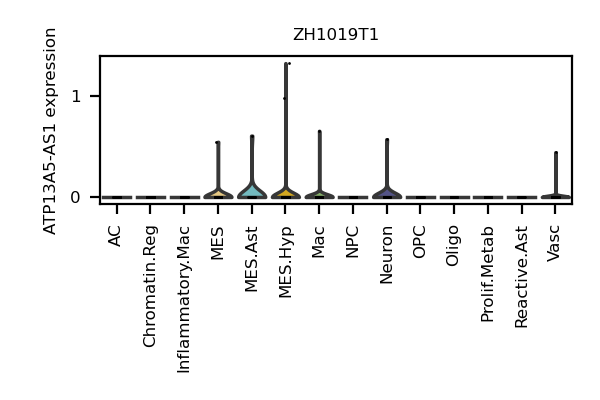 ZH1019T1
ATP13A5-AS1 expression
1
0
AC
Chromatin.Reg
Inflammatory.Mac
MES
MES.Ast
MES.Hyp
Mac
NPC
Neuron
OPC
Oligo
Prolif.Metab
Reactive.Ast
Vasc